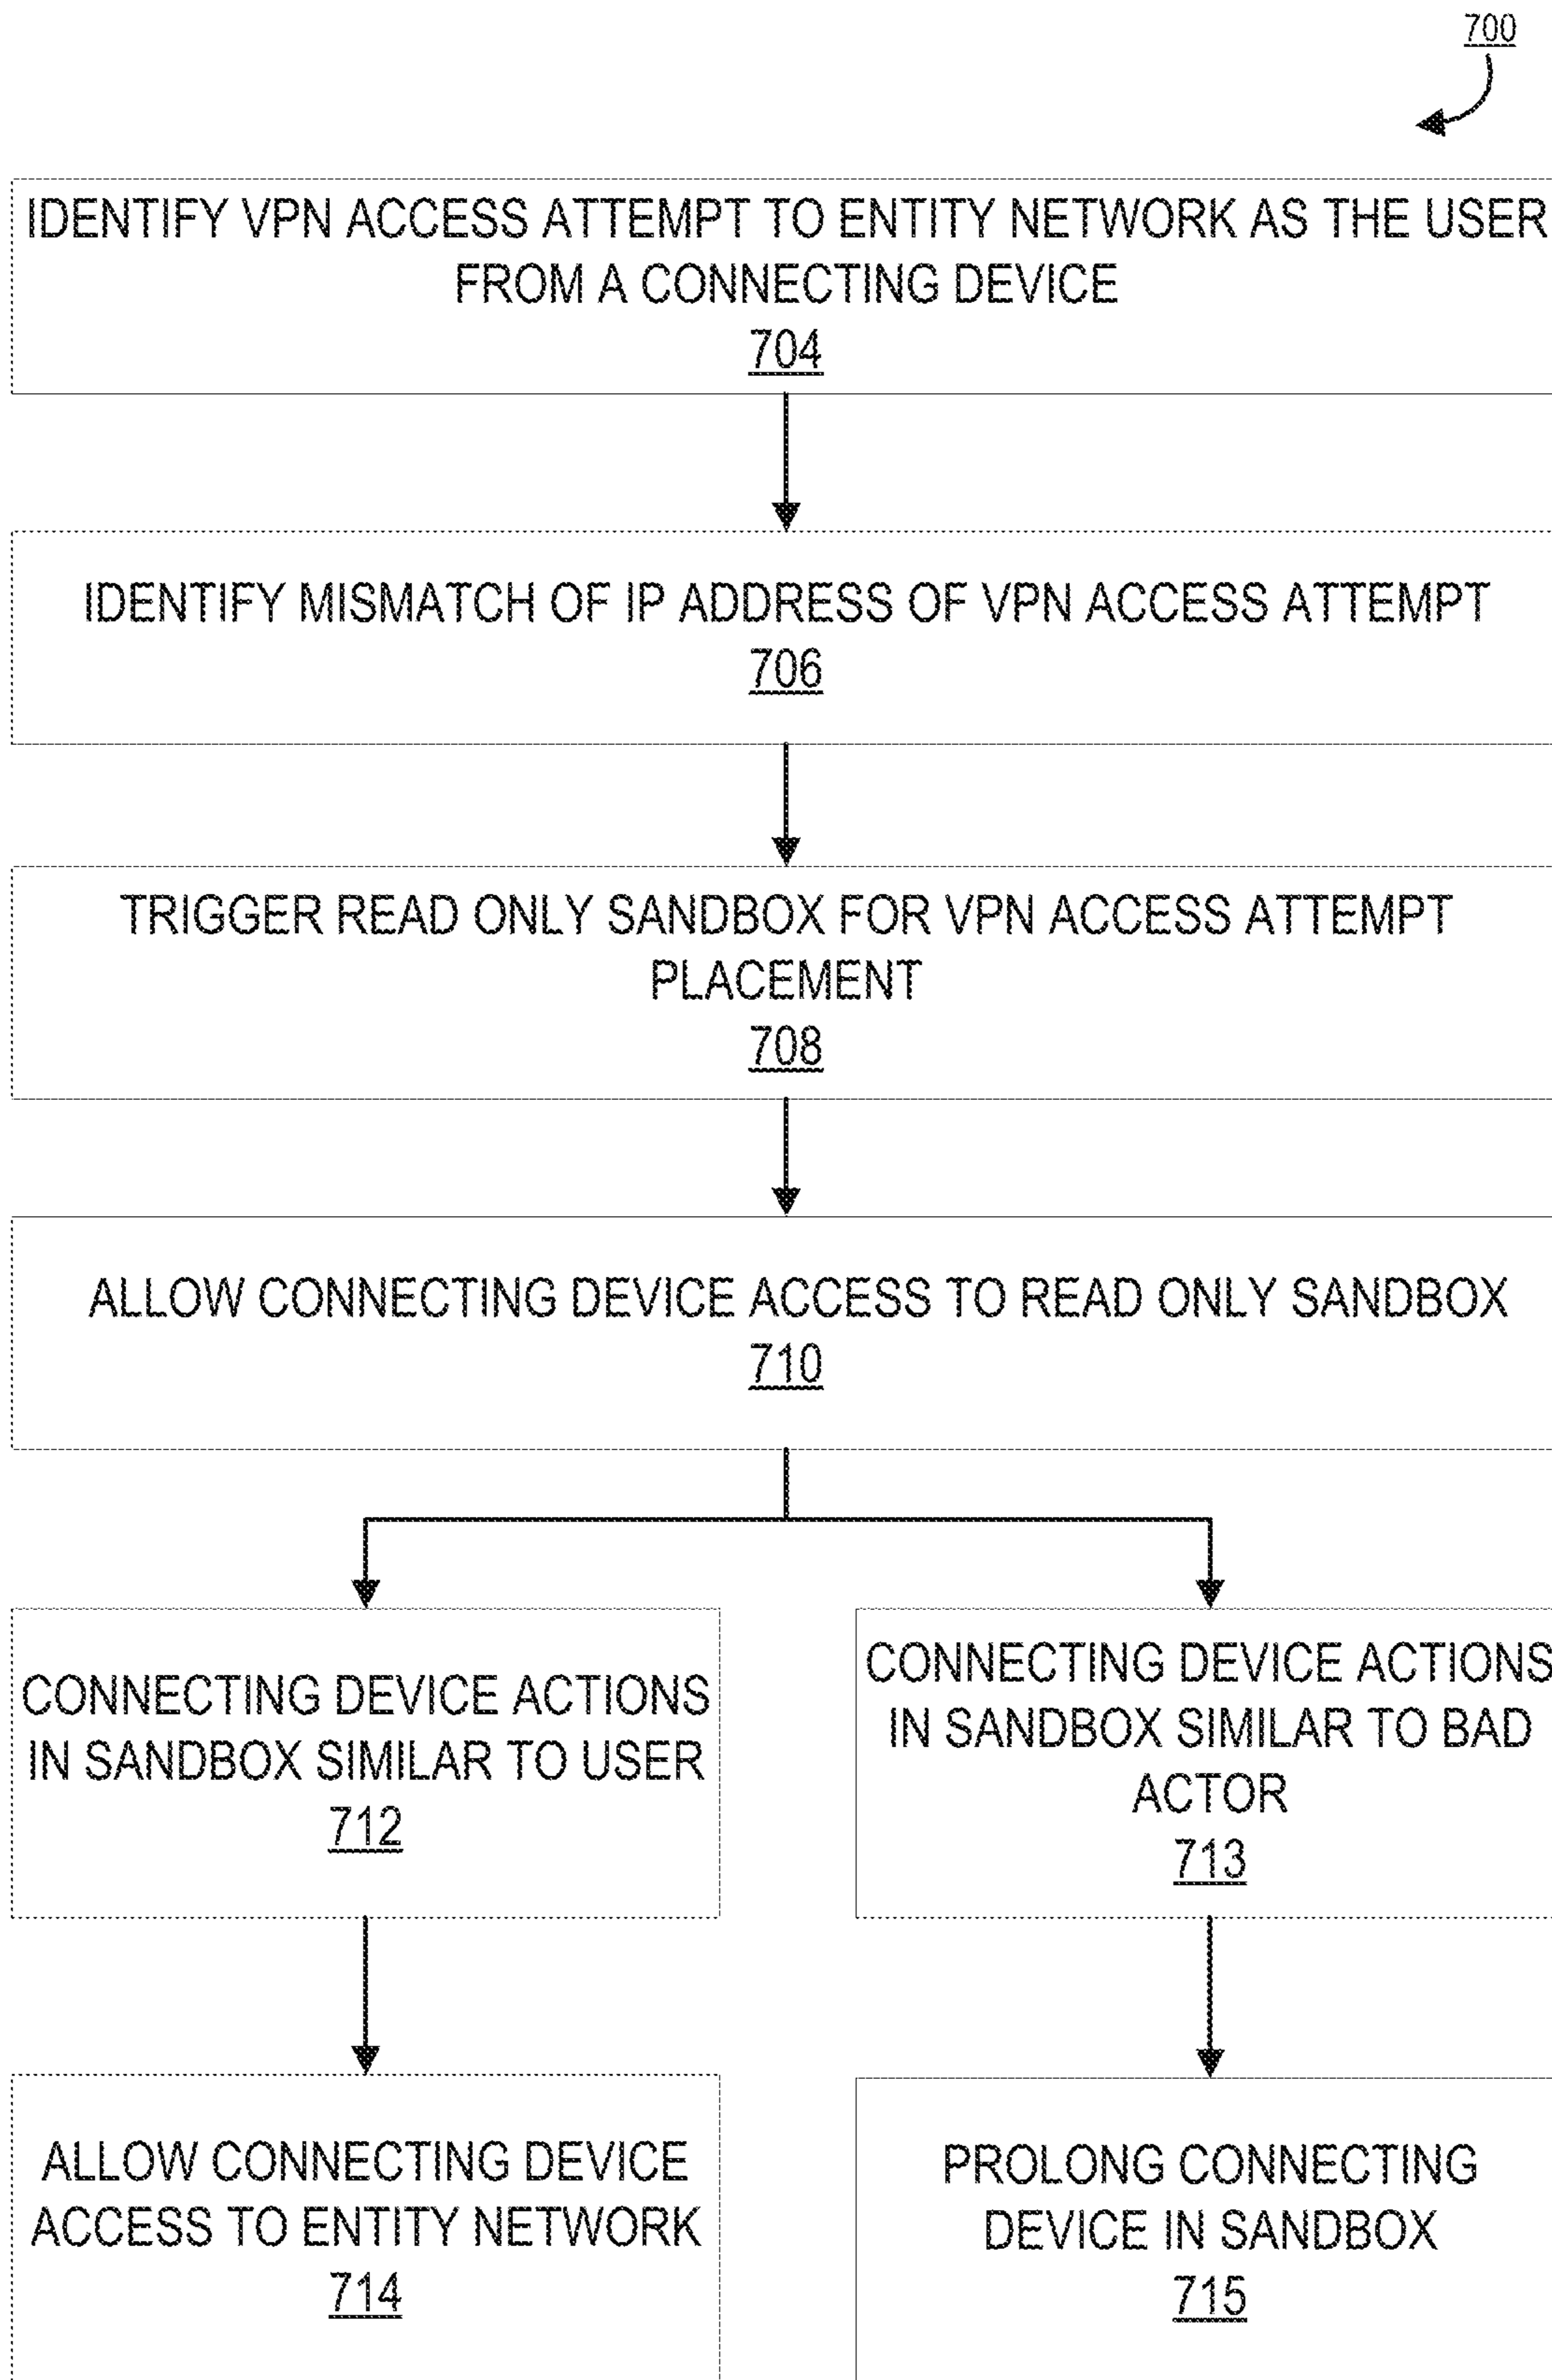 700
IDENTIFY VPN ACCESS ATTEMPT TO ENTITY NETWORK AS THE USER
FROM A CONNECTING DEVICE
704
IDENTIFY MISMATCH OF IP ADDRESS OF VPN ACCESS ATTEMPT
706
TRIGGER READ ONLY SANDBOX FOR VPN ACCESS ATTEMPT
PLACEMENT
708
ALLOW CONNECTING DEVICE ACCESS TO READ ONLY SANDBOX
710
CONNECTING DEVICE ACTIONS
IN SANDBOX SIMILAR TO USER
712
CONNECTING DEVICE ACTIONS
IN SANDBOX SIMILAR TO BAD
ACTOR
713
ALLOW CONNECTING DEVICE
ACCESS TO ENTITY NETWORK
714
PROLONG CONNECTING
DEVICE IN SANDBOX
715